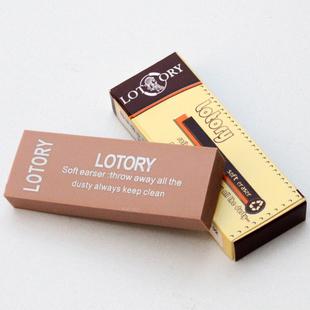 LOTORY
LOTORY
Soft earser :throw away all the
dusty always keep clean
LOTORY
lotory
soft eraser